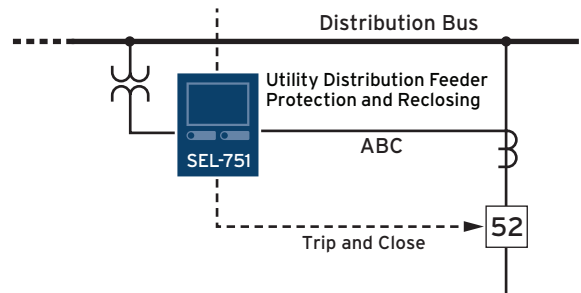 Distribution Bus
Utility Distribution Feeder
Protection and Reclosing
SEL-751
ABC
52
Trip and Close